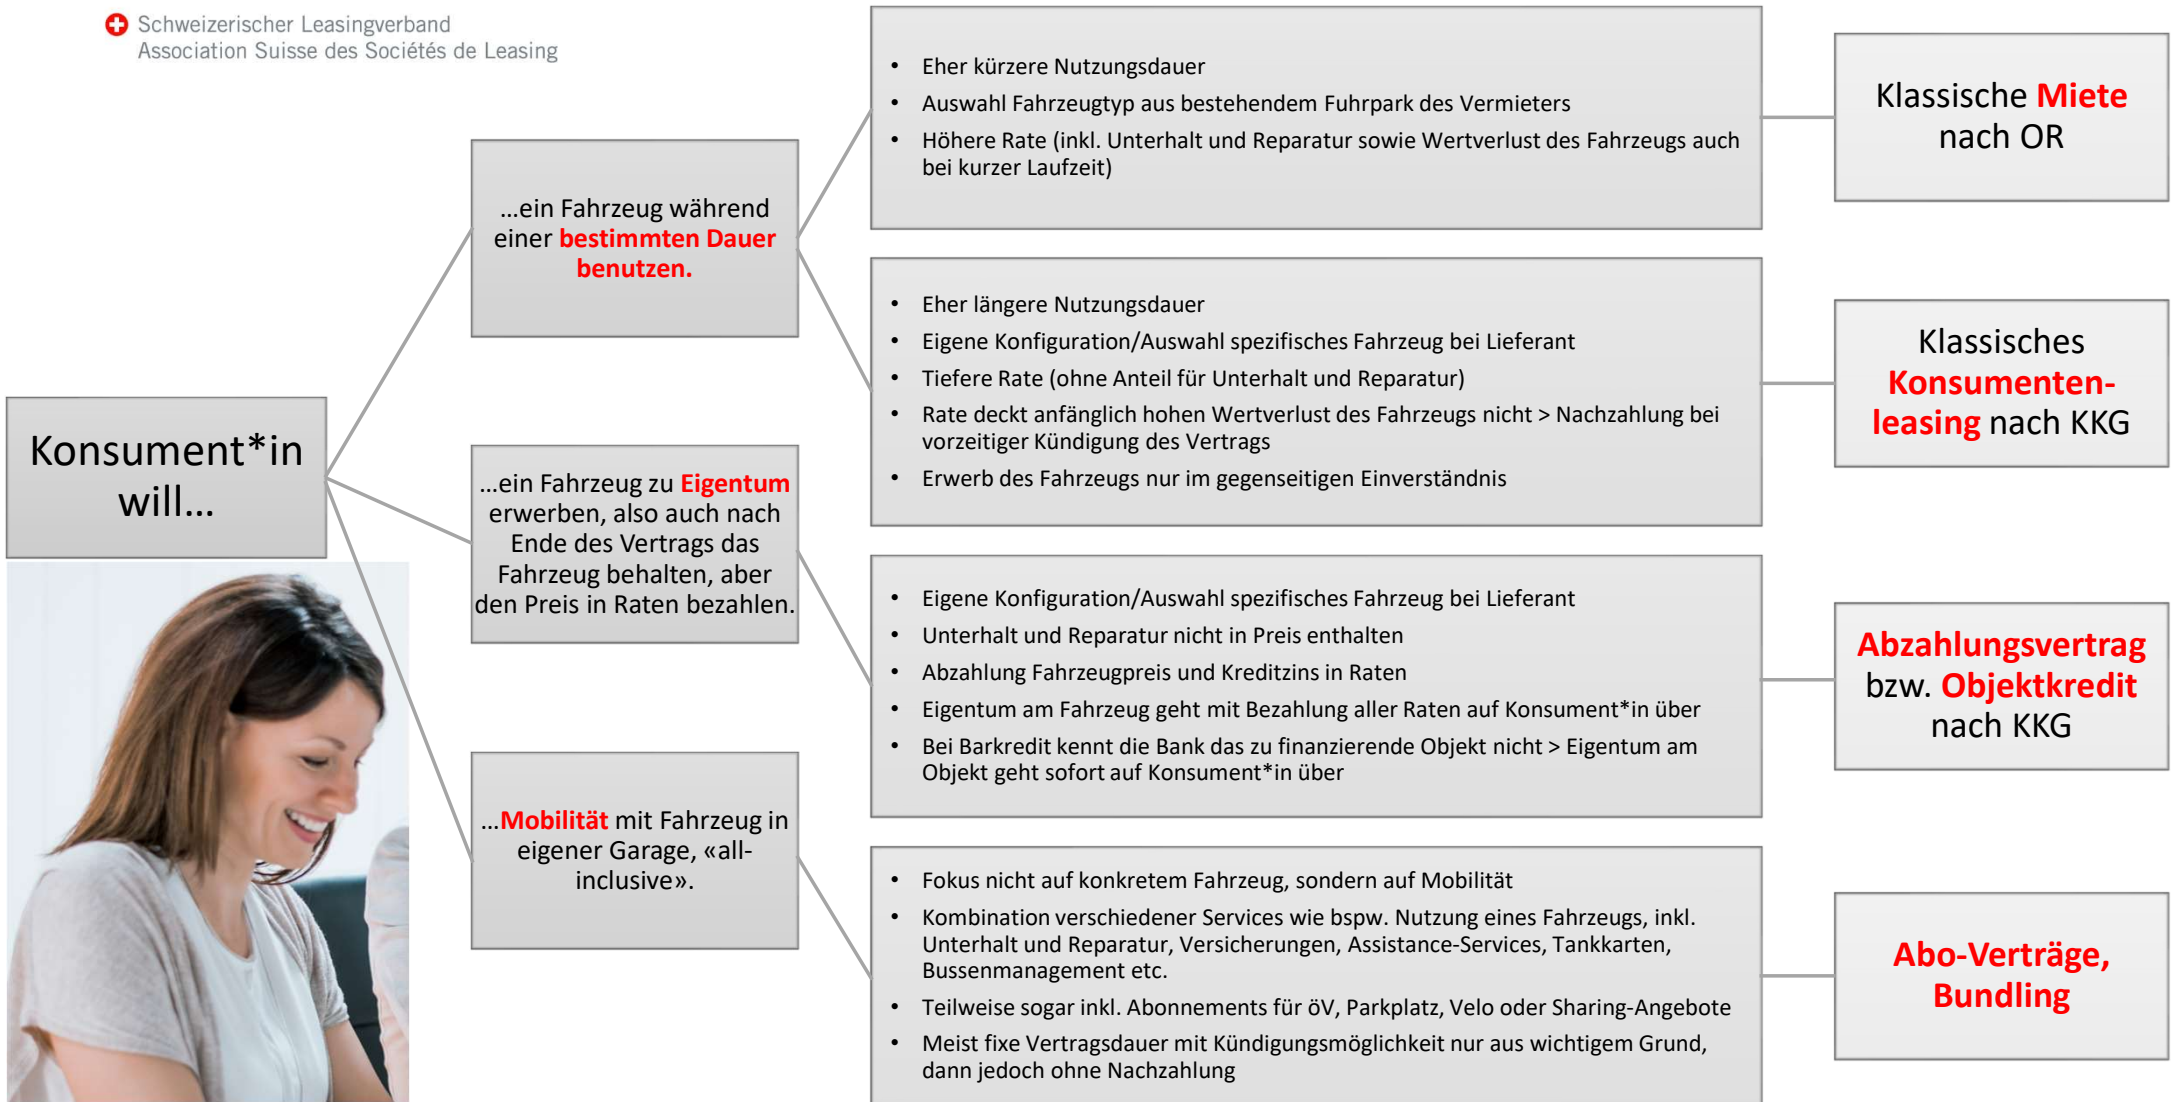 Schweizerischer Leasingverband
Association Suisse des Sociétés de Leasing
Konsument*in
will...
...ein Fahrzeug während
einer bestimmten Dauer
benutzen.
• Eher kürzere Nutzungsdauer
• Auswahl Fahrzeugtyp aus bestehendem Fuhrpark des Vermieters
• Höhere Rate (inkl. Unterhalt und Reparatur sowie Wertverlust des Fahrzeugs auch
bei kurzer Laufzeit)
Klassische Miete
nach OR
• Eher längere Nutzungsdauer
• Eigene Konfiguration/Auswahl spezifisches Fahrzeug bei Lieferant
• Tiefere Rate (ohne Anteil für Unterhalt und Reparatur)
• Rate deckt anfänglich hohen Wertverlust des Fahrzeugs nicht > Nachzahlung bei
vorzeitiger Kündigung des Vertrags
• Erwerb des Fahrzeugs nur im gegenseitigen Einverständnis
Klassisches
Konsumenten-
leasing nach KKG
...ein Fahrzeug zu Eigentum
erwerben, also auch nach
Ende des Vertrags das
Fahrzeug behalten, aber
den Preis in Raten bezahlen.
• Eigene Konfiguration/Auswahl spezifisches Fahrzeug bei Lieferant
• Unterhalt und Reparatur nicht in Preis enthalten
• Abzahlung Fahrzeugpreis und Kreditzins in Raten
• Eigentum am Fahrzeug geht mit Bezahlung aller Raten auf Konsument*in über
• Bei Barkredit kennt die Bank das zu finanzierende Objekt nicht > Eigentum am
Objekt geht sofort auf Konsument*in über
Abzahlungsvertrag
bzw. Objektkredit
nach KKG
...Mobilität mit Fahrzeug in
eigener Garage, «all-
inclusive».
• Fokus nicht auf konkretem Fahrzeug, sondern auf Mobilität
• Kombination verschiedener Services wie bspw. Nutzung eines Fahrzeugs, inkl.
Unterhalt und Reparatur, Versicherungen, Assistance-Services, Tankkarten,
Bussenmanagement etc.
• Teilweise sogar inkl. Abonnements für öV, Parkplatz, Velo oder Sharing-Angebote
• Meist fixe Vertragsdauer mit Kündigungsmöglichkeit nur aus wichtigem Grund,
dann jedoch ohne Nachzahlung
Abo-Verträge,
Bundling